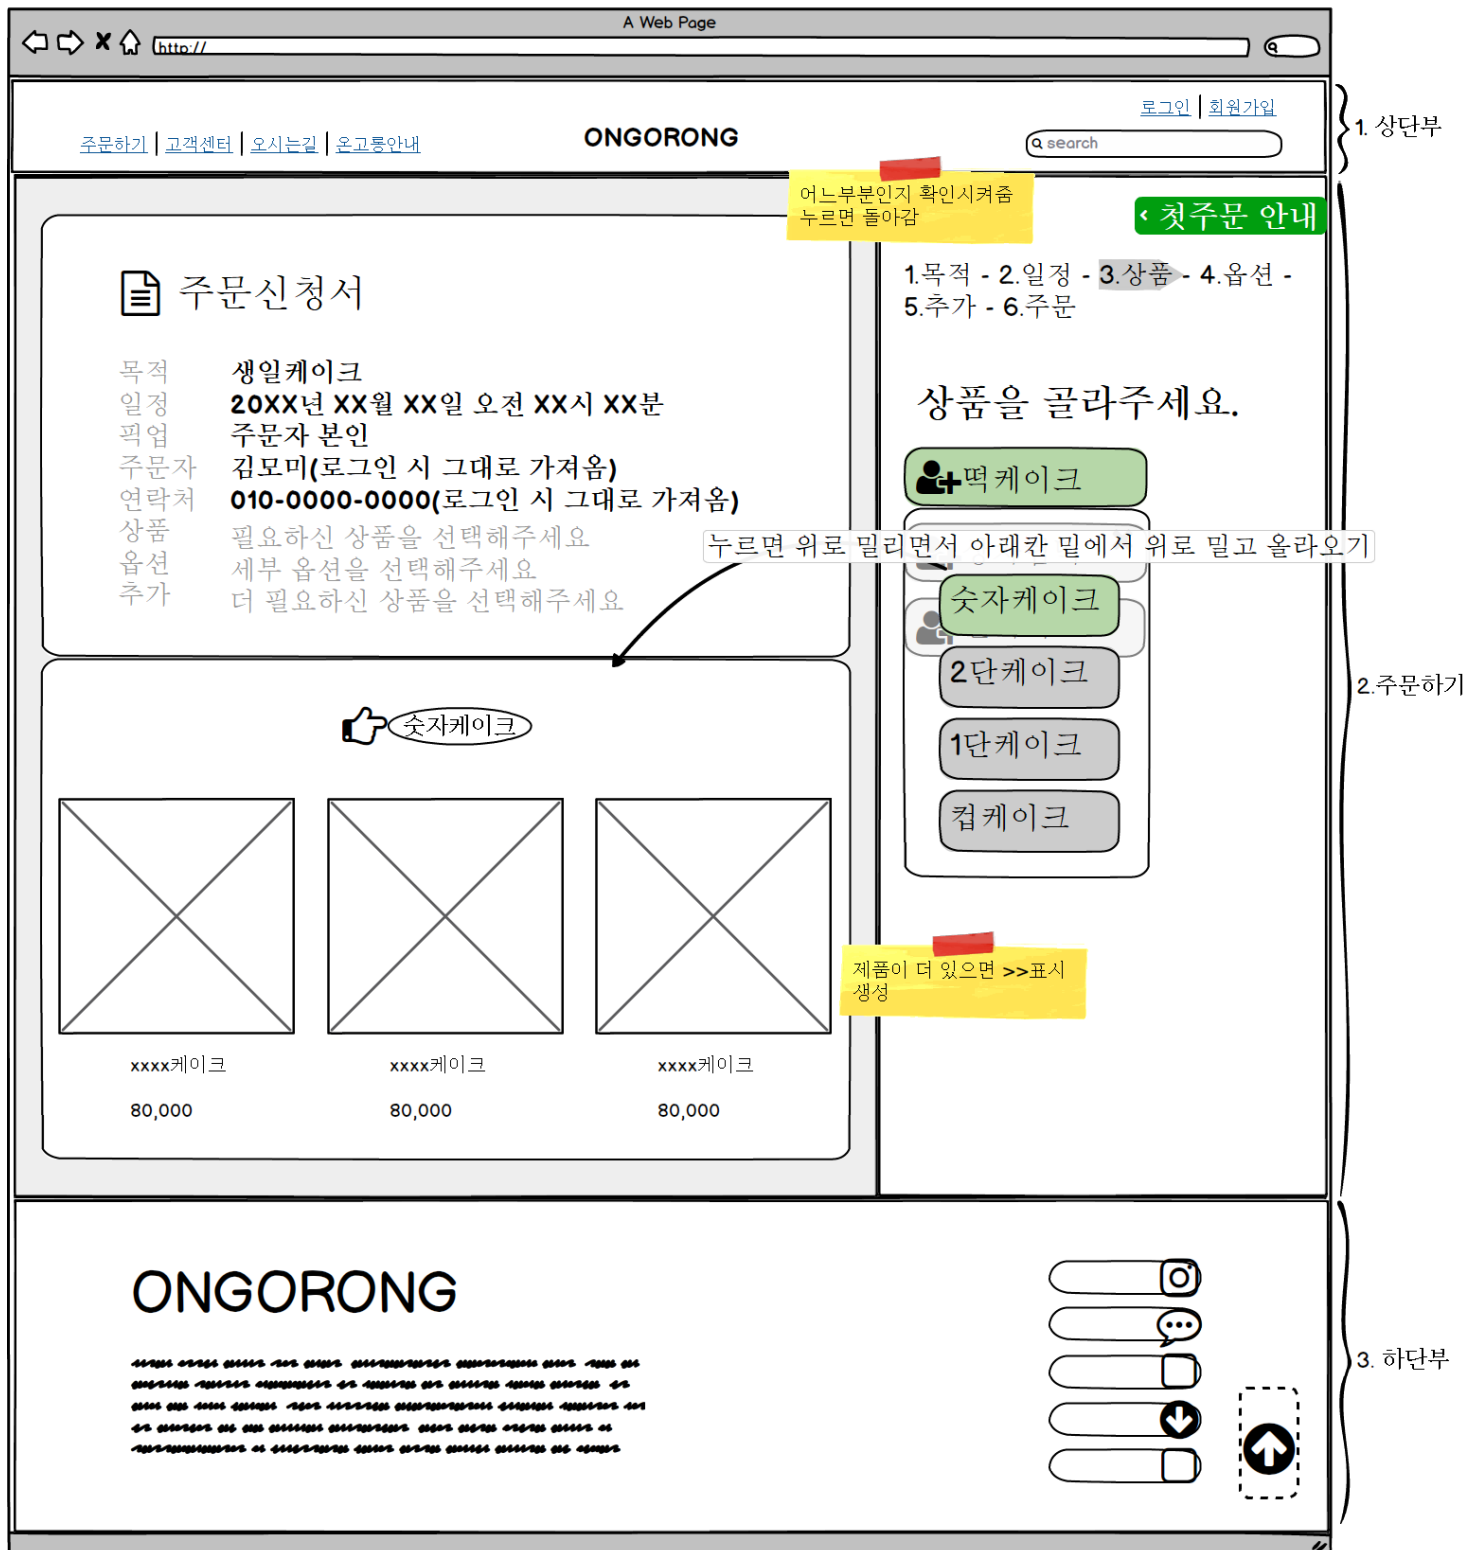 A Web Page
http://
로그인 | 회원가입
주문하기 | 고객센터 | 오시는길 | 온고롱안내
ONGORONG
search
1. 상단부
어느부분인지 확인시켜줌
누르면 돌아감
< 첫주문 안내
주문신청서
1.목적 - 2.일정 - 3.상품 - 4.옵션 -
5.추가 - 6.주문
목적 생일케이크
일정 20XX년 XX월 XX일 오전 XX시 XX분
픽업 주문자 본인
주문자 김모미(로그인 시 그대로 가져옴)
연락처 010-0000-0000(로그인 시 그대로 가져옴)
상품 필요하신 상품을 선택해주세요
옵션 세부 옵션을 선택해주세요
추가 더 필요하신 상품을 선택해주세요
상품을 골라주세요.
떡케이크
누르면 위로 밀리면서 아래칸 밑에서 위로 밀고 올라오기
숫자케이크
2단케이크
1단케이크
컵케이크
2.주문하기
숫자케이크
제품이 더 있으면 >>표시
생성
xxxx케이크
80,000
xxxx케이크
80,000
xxxx케이크
80,000
ONGORONG
3. 하단부